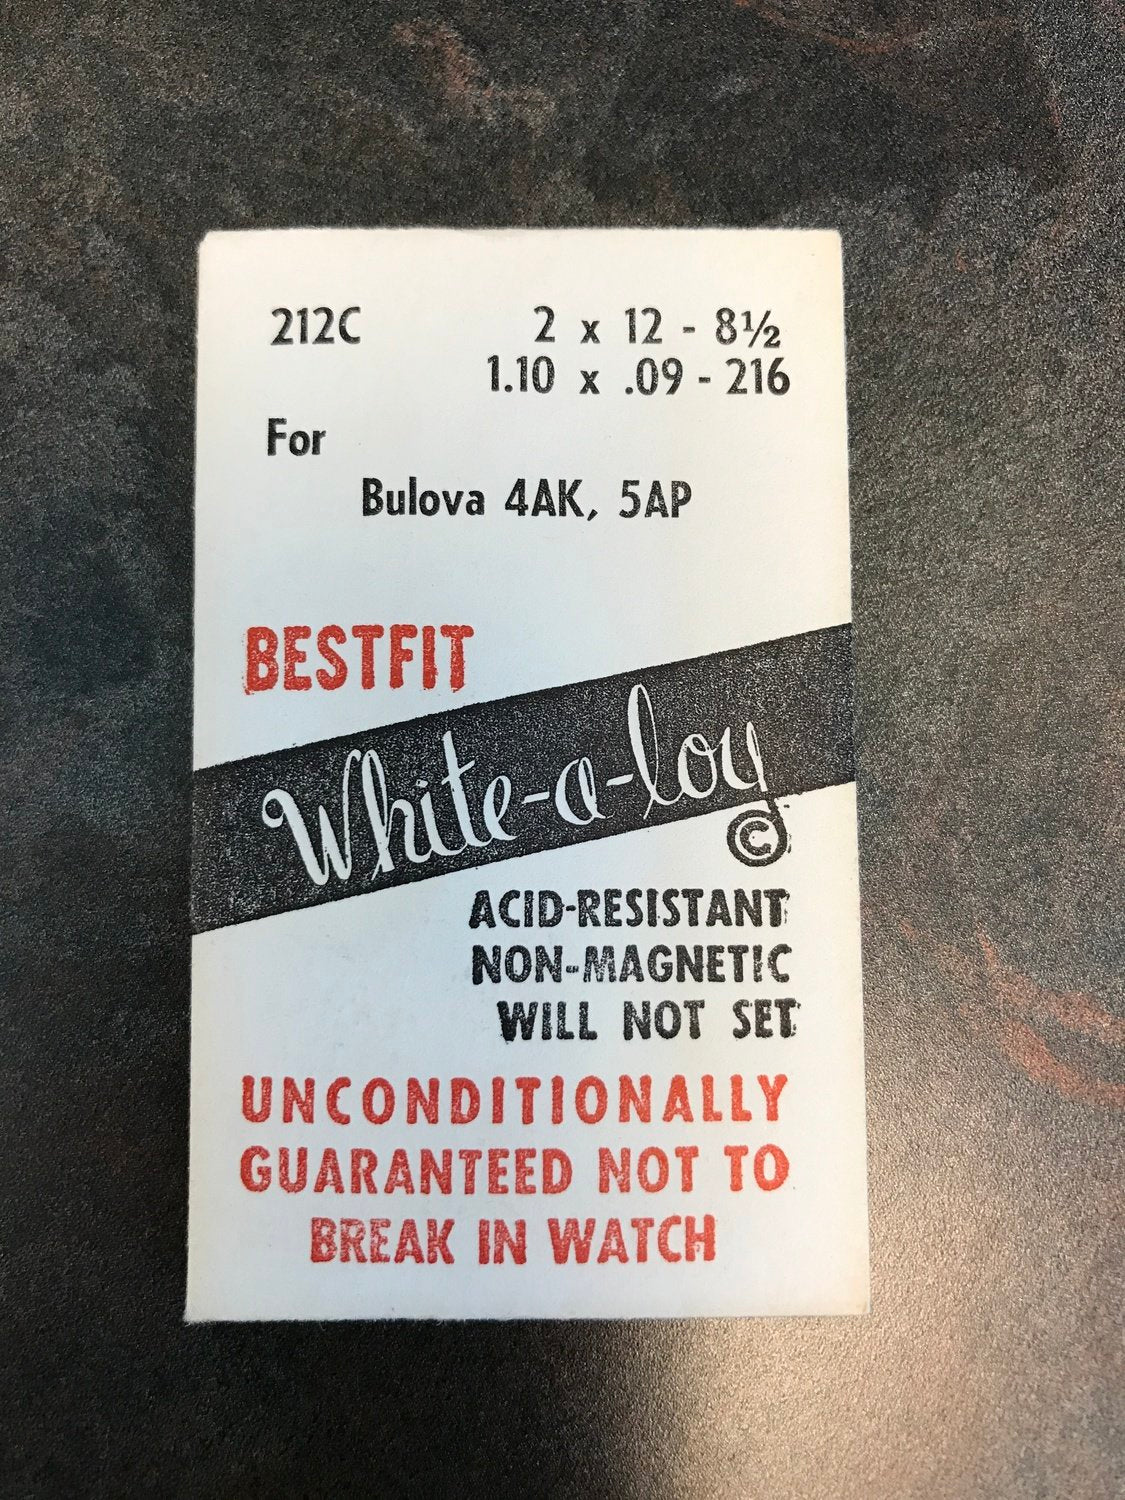 212C 2 x 12 - 8½
1.10 x .09 - 216
For
Bulova 4AK, 5AP
BESTFIT
White-a-loy
©
ACID-RESISTANT
NON-MAGNETIC
WILL NOT SET
UNCONDITIONALLY
GUARANTEED NOT TO
BREAK IN WATCH